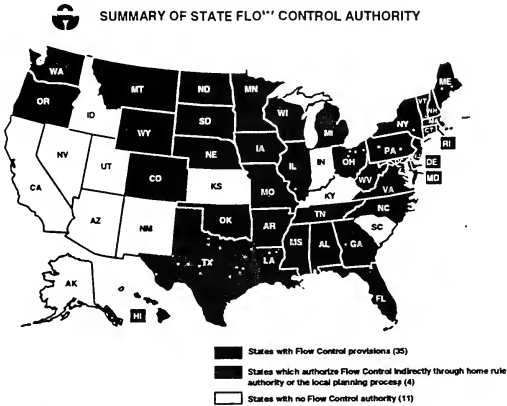 SUMMARY OF STATE FLOW CONTROL AUTHORITY
WA
MT
ND
MN
ME
OR
ID
SD
WI
MI
VT
NH
NY
MA
CT
RI
WY
NE
IA
IL
IN
OH
PA
DE
MD
NV
UT
CO
KS
MO
KY
WV
VA
CA
AZ
NM
OK
AR
TN
NC
SC
TX
LA
MS
AL
GA
FL
AK
HI
States with Flow Control provisions (35)
States which authorize Flow Control indirectly through home rule
authority or the local planning process (4)
States with no Flow Control authority (11)